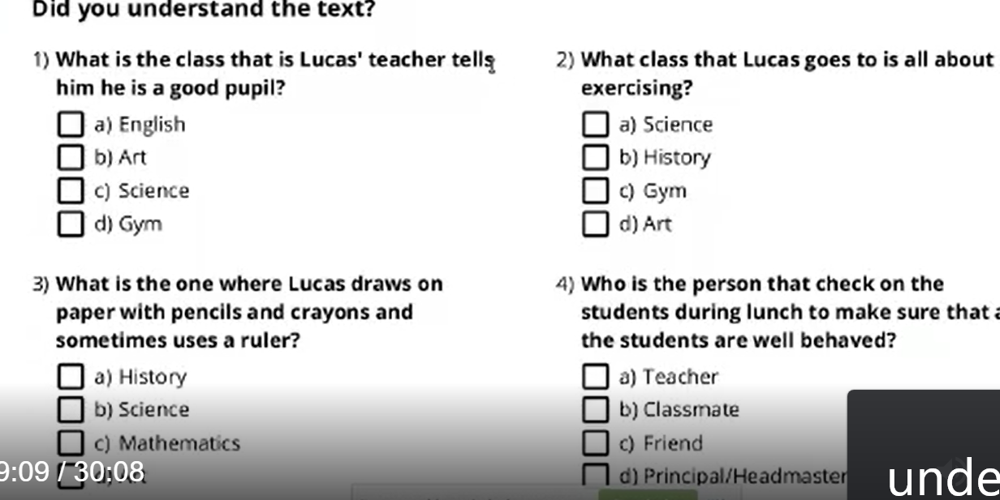 Did you understand the text?
1) What is the class that is Lucas' teacher tells
him he is a good pupil?
a) English
b) Art
c) Science
d) Gym
2) What class that Lucas goes to is all about
exercising?
a) Science
b) History
c) Gym
d) Art
3) What is the one where Lucas draws on
paper with pencils and crayons and
sometimes uses a ruler?
a) History
b) Science
c) Mathematics
4) Who is the person that check on the
students during lunch to make sure that
the students are well behaved?
a) Teacher
b) Classmate
c) Friend
d) Principal/Headmaster
9:09 / 30:08
unde